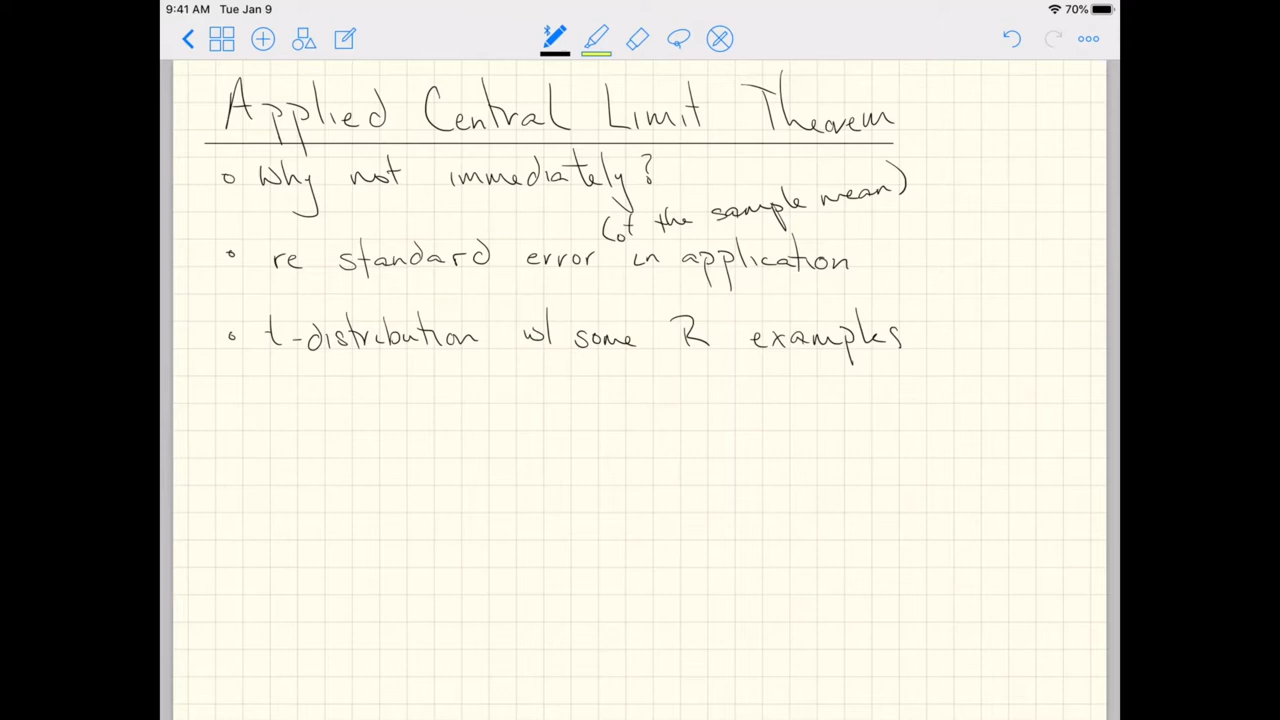 9:41 AM Tue Jan 9
70%
Applied Central Limit Theorem
Why not immediately?
(of the sample mean)
• re standard error in application
• t-distribution w/ some R examples